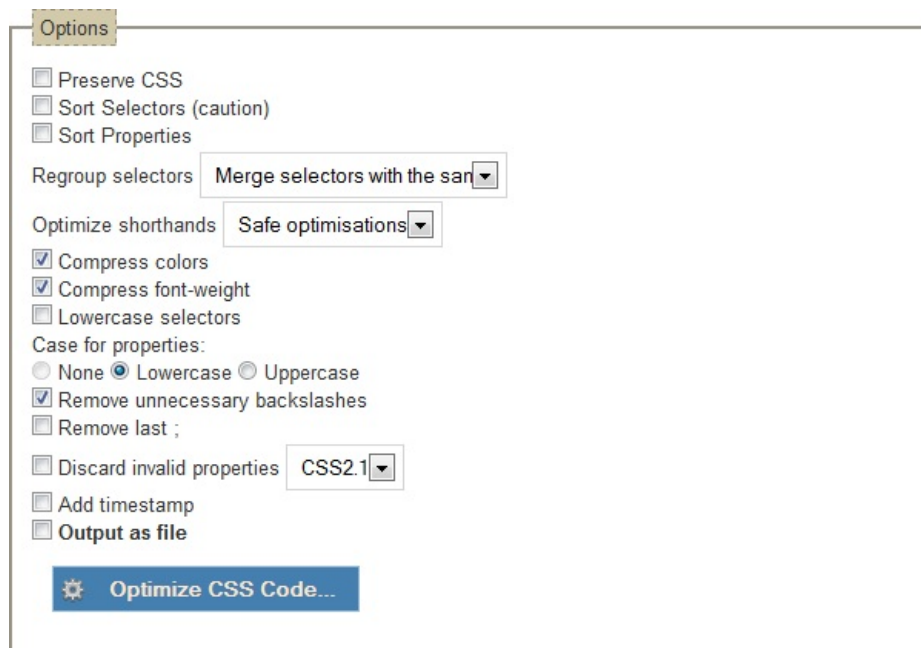 Options
Preserve CSS
Sort Selectors (caution)
Sort Properties
Regroup selectors Merge selectors with the san
Optimize shorthands Safe optimisations
Compress colors
Compress font-weight
Lowercase selectors
Case for properties:
None Lowercase Uppercase
Remove unnecessary backslashes
Remove last ;
Discard invalid properties CSS2.1
Add timestamp
Output as file
Optimize CSS Code...